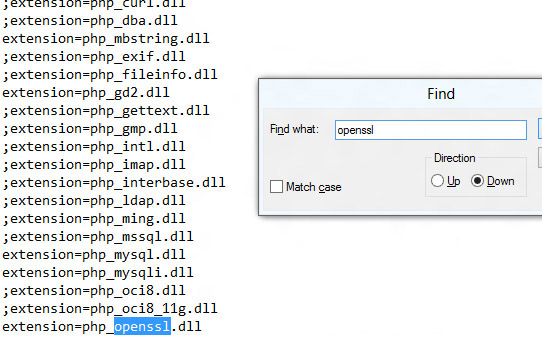 ;extension=php_curl.dll
;extension=php_dba.dll
extension=php_mbstring.dll
;extension=php_exif.dll
;extension=php_fileinfo.dll
extension=php_gd2.dll
;extension=php_gettext.dll
;extension=php_gmp.dll
;extension=php_intl.dll
;extension=php_imap.dll
;extension=php_interbase.dll
;extension=php_ldap.dll
;extension=php_ming.dll
;extension=php_mssql.dll
extension=php_mysql.dll
extension=php_mysqli.dll
;extension=php_oci8.dll
;extension=php_oci8_11g.dll
extension=php_openssl.dll
Find
Find what: openssl
Direction
Up Down
Match case